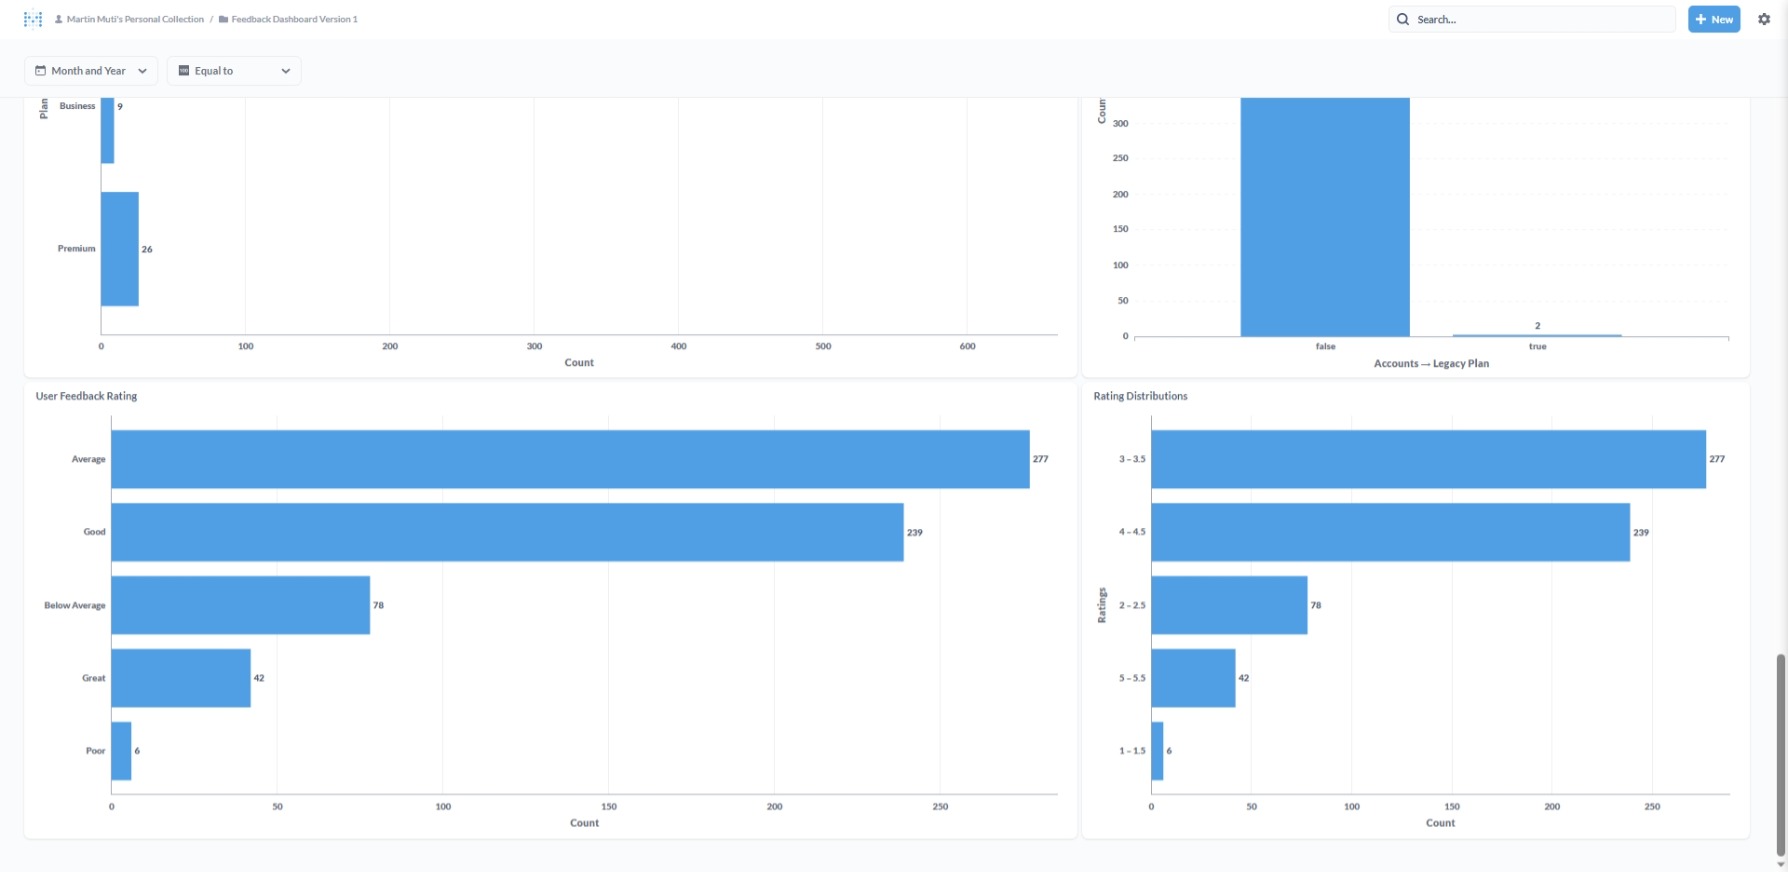 Martin Muti's Personal Collection / Feedback Dashboard Version 1
Search...
+ New
Month and Year
Equal to
Plan
Business
9
Premium
26
0 100 200 300 400 500 600
Count
Coun
300
250
200
150
100
50
0
2
false
true
Accounts → Legacy Plan
User Feedback Rating
Average
277
Good
239
Below Average
78
Great
42
Poor
6
0 50 100 150 200 250
Count
Rating Distributions
Ratings
3 – 3.5
277
4 – 4.5
239
2 – 2.5
78
5 – 5.5
42
1 – 1.5
6
0 50 100 150 200 250
Count